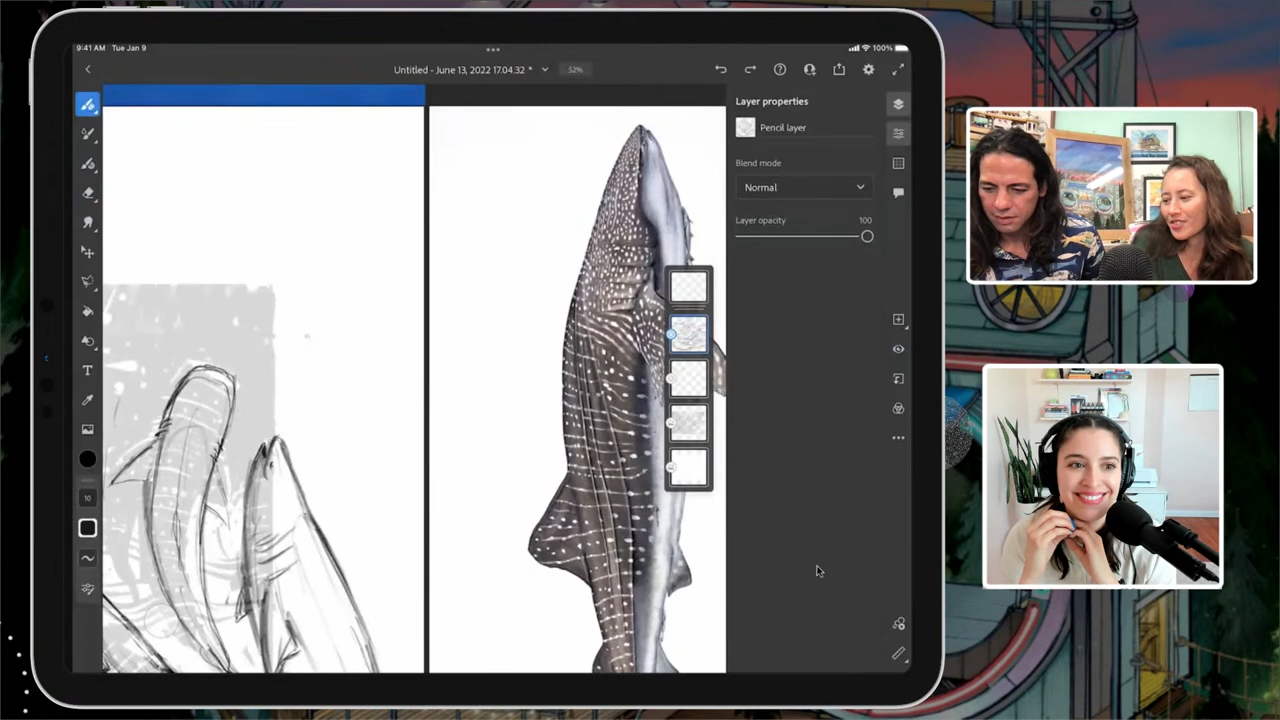 9:41 AM Tue Jan 9
100%
Untitled - June 13, 2022 17.04.32 *
52%
Layer properties
Pencil layer
Blend mode
Normal
Layer opacity 100
T
10